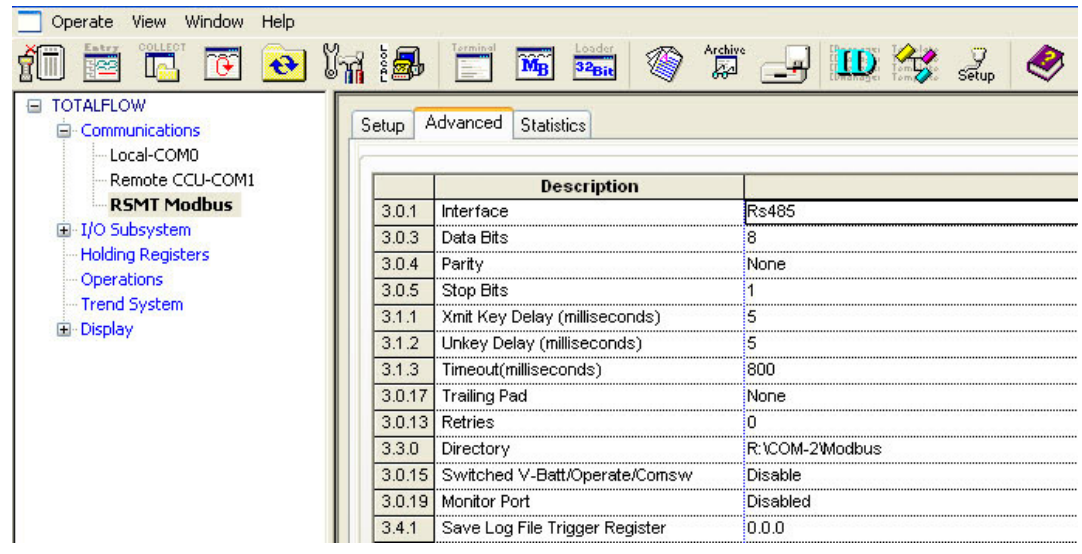 Operate View Window Help
Entry COLLECT LOCAL Terminal MB Loader 32Bit Archive ID Setup
TOTALFLOW
Communications
Local-COM0
Remote CCU-COM1
RSMT Modbus
I/O Subsystem
Holding Registers
Operations
Trend System
Display
Setup Advanced Statistics
Description
3.0.1 Interface Rs485
3.0.3 Data Bits 8
3.0.4 Parity None
3.0.5 Stop Bits 1
3.1.1 Xmit Key Delay (milliseconds) 5
3.1.2 Unkey Delay (milliseconds) 5
3.1.3 Timeout(milliseconds) 800
3.0.17 Trailing Pad None
3.0.13 Retries 0
3.3.0 Directory R:\COM-2\Modbus
3.0.15 Switched V-Batt/Operate/Comsw Disable
3.0.19 Monitor Port Disabled
3.4.1 Save Log File Trigger Register 0.0.0